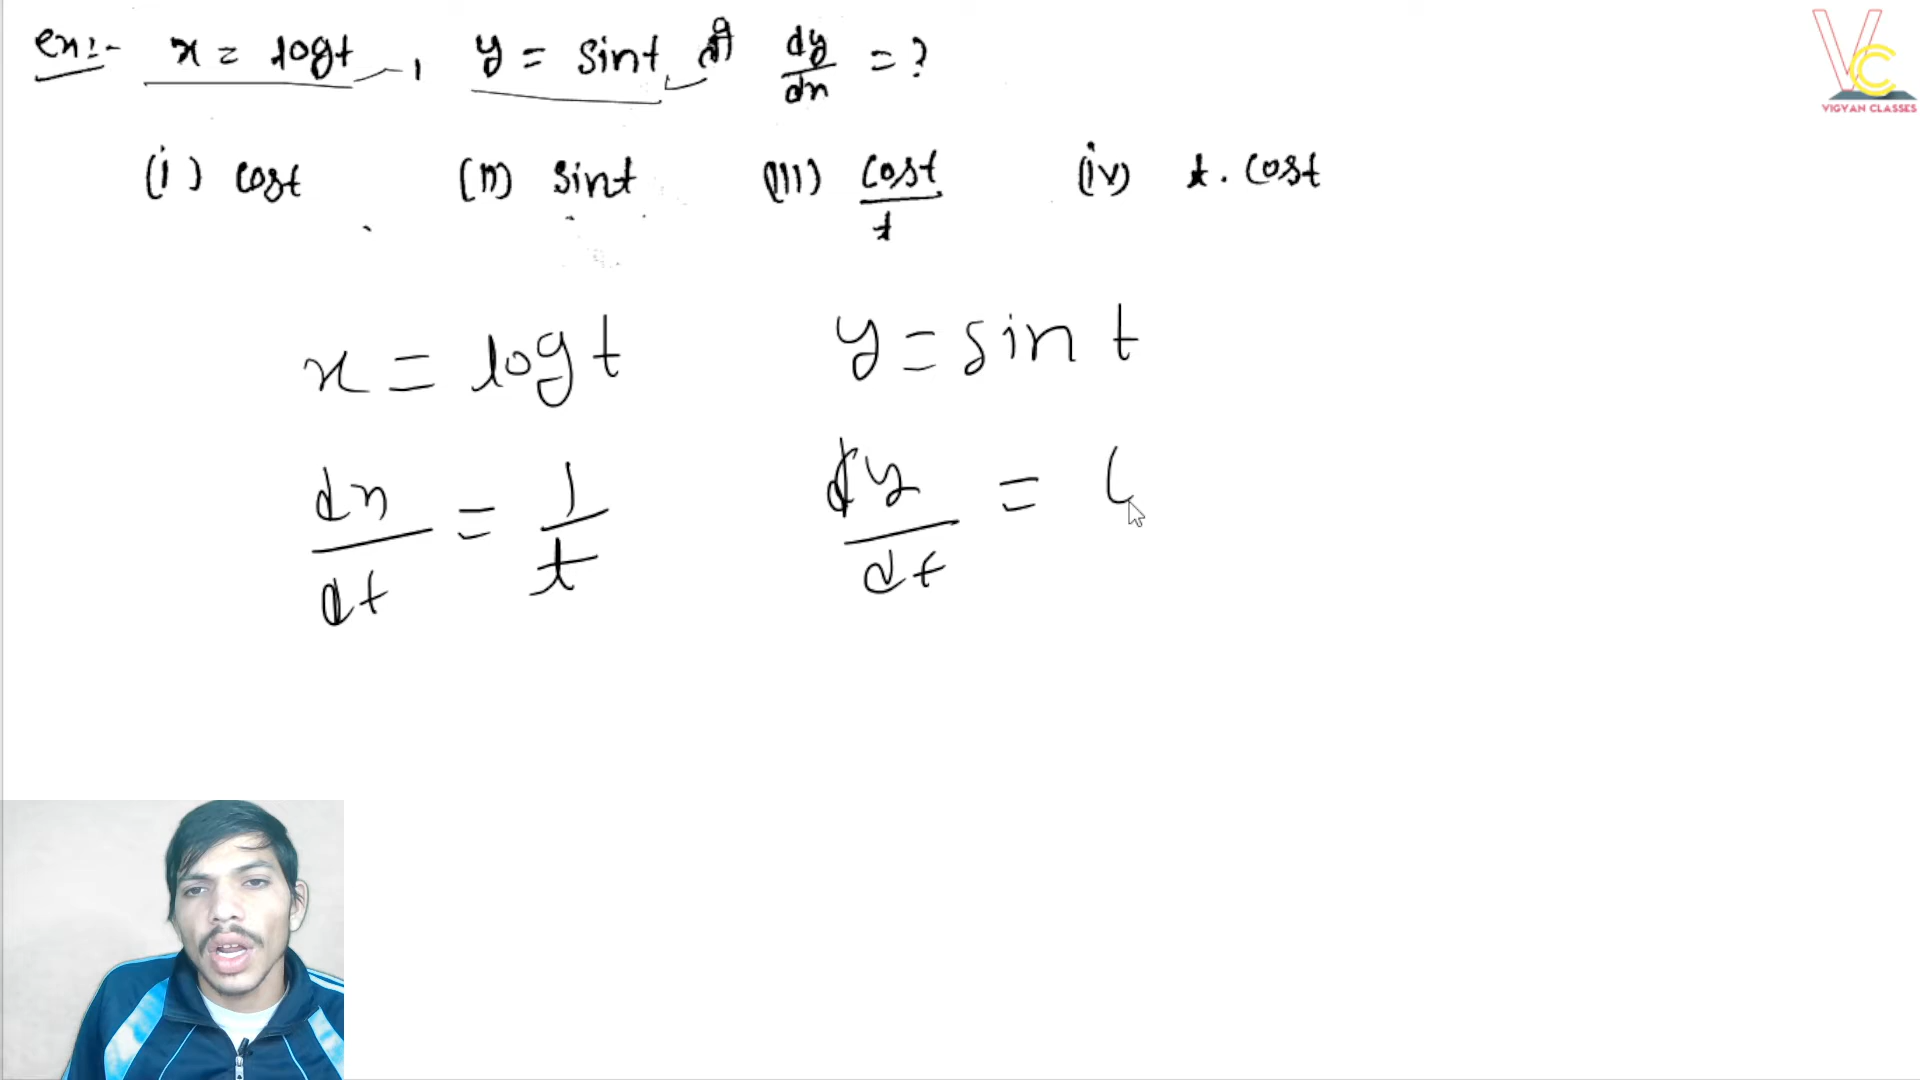 ex:- x = logt, y = sint तो dy/dx = ?
(i) cost (ii) sint (iii) cost/t (iv) t. cost
x = log t y = sin t
dx/dt = 1/t dy/dt = (
VC
VIGYAN CLASSES